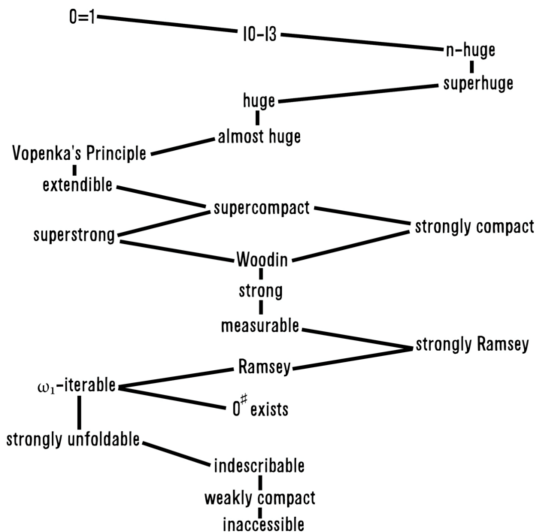 0=1
I0-I3
n-huge
superhuge
huge
almost huge
Vopenka's Principle
extendible
supercompact
strongly compact
superstrong
Woodin
strong
measurable
strongly Ramsey
Ramsey
ω₁-iterable
0♯ exists
strongly unfoldable
indescribable
weakly compact
inaccessible